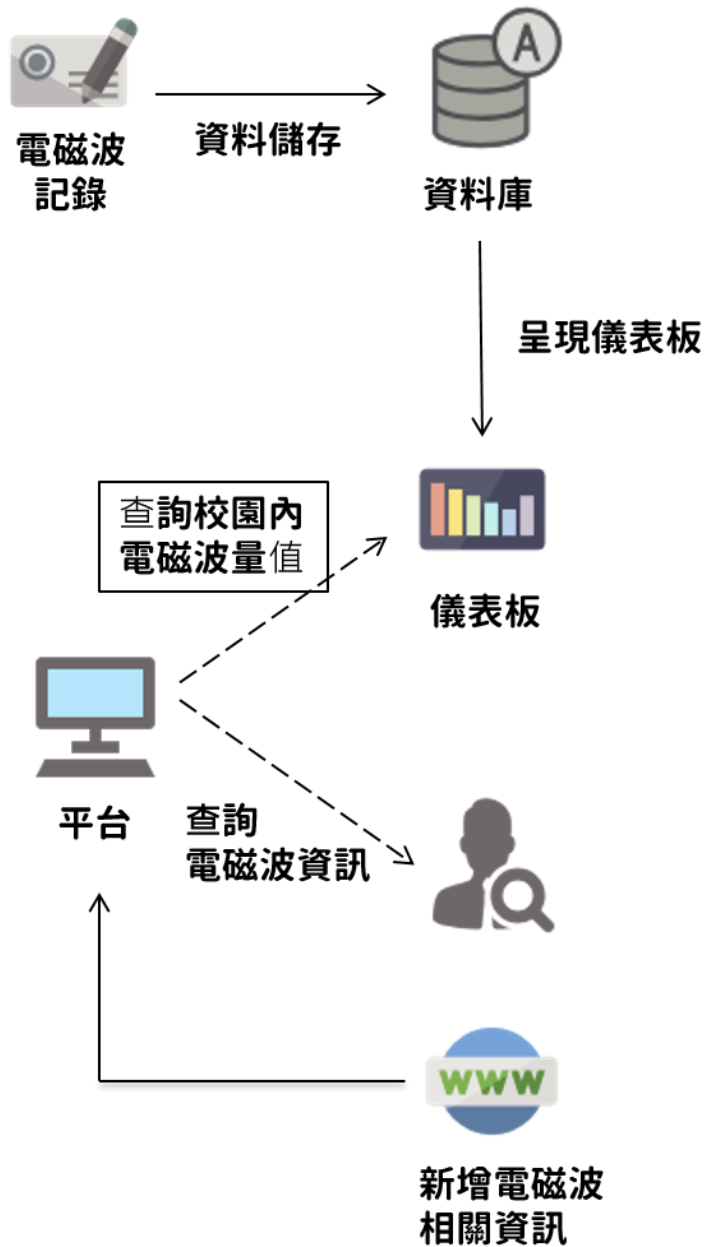 A
電磁波
記錄
資料儲存
資料庫
呈現儀表板
查詢校園內
電磁波量值
儀表板
平台
查詢
電磁波資訊
WWW
新增電磁波
相關資訊